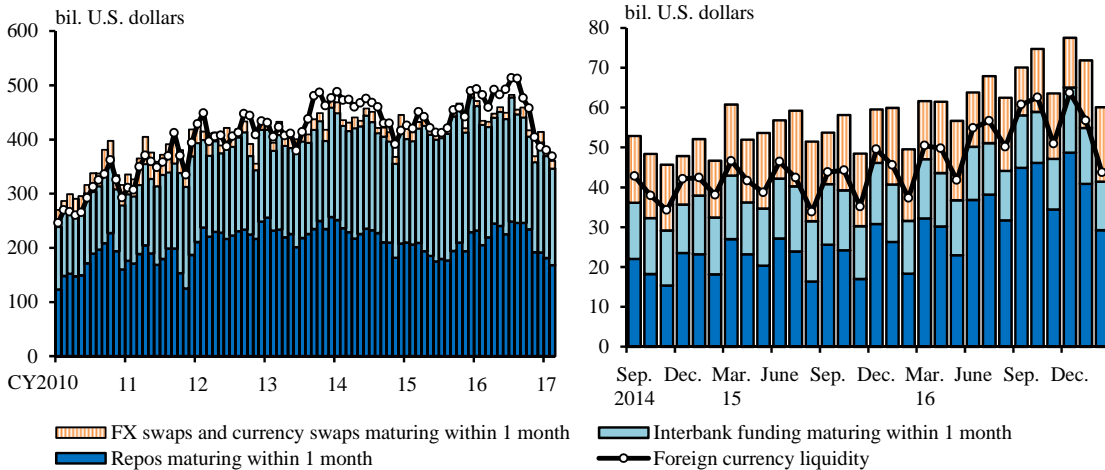 bil. U.S. dollars
600
500
400
300
200
100
0
CY2010 11 12 13 14 15 16 17
bil. U.S. dollars
80
70
60
50
40
30
20
10
0
Sep. Dec. Mar. June Sep. Dec. Mar. June Sep. Dec.
2014 15 16
FX swaps and currency swaps maturing within 1 month
Interbank funding maturing within 1 month
Repos maturing within 1 month
Foreign currency liquidity